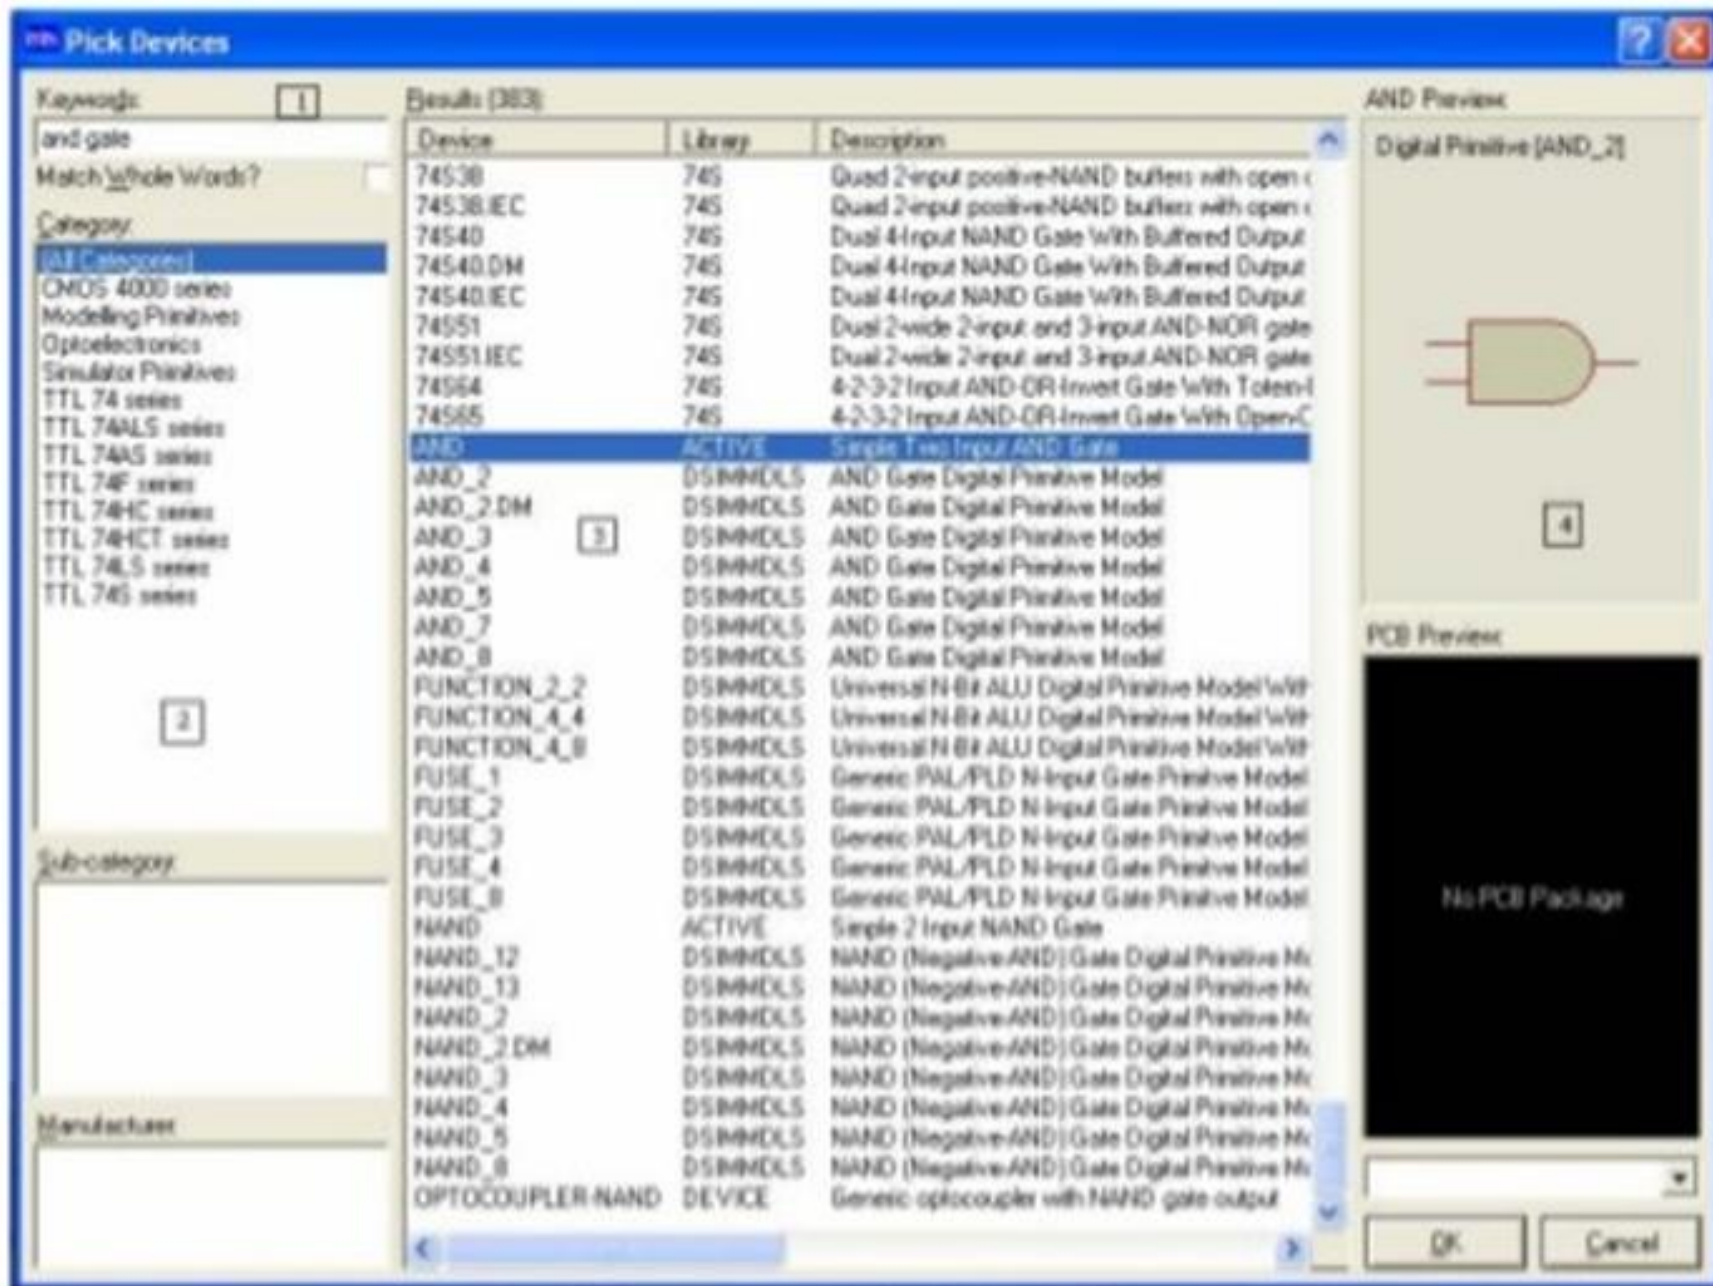 Pick Devices
Keywords:
1
and gate
Match Whole Words?
Category:
(All Categories)
CMOS 4000 series
Modelling Primitives
Optoelectronics
Simulator Primitives
TTL 74 series
TTL 74ALS series
TTL 74AS series
TTL 74F series
TTL 74HC series
TTL 74HCT series
TTL 74LS series
TTL 74S series
2
Sub-category:
Manufacturer:
Results (383):
Device Library Description
74S38 74S Quad 2-input positive-NAND buffers with open
74S38.IEC 74S Quad 2-input positive-NAND buffers with open
74S40 74S Dual 4-Input NAND Gate With Buffered Output
74S40.DM 74S Dual 4-Input NAND Gate With Buffered Output
74S40.IEC 74S Dual 4-Input NAND Gate With Buffered Output
74S51 74S Dual 2-wide 2-input and 3-input AND-NOR gate
74S51.IEC 74S Dual 2-wide 2-input and 3-input AND-NOR gate
74S64 74S 4-2-3-2 Input AND-OR-Invert Gate With Totem-
74S65 74S 4-2-3-2 Input AND-OR-Invert Gate With Open-C
AND ACTIVE Simple Two Input AND Gate
AND_2 DSIMMDLS AND Gate Digital Primitive Model
AND_2.DM DSIMMDLS AND Gate Digital Primitive Model
AND_3 DSIMMDLS AND Gate Digital Primitive Model
3
AND_4 DSIMMDLS AND Gate Digital Primitive Model
AND_5 DSIMMDLS AND Gate Digital Primitive Model
AND_7 DSIMMDLS AND Gate Digital Primitive Model
AND_8 DSIMMDLS AND Gate Digital Primitive Model
FUNCTION_2_2 DSIMMDLS Universal N-Bit ALU Digital Primitive Model With
FUNCTION_4_4 DSIMMDLS Universal N-Bit ALU Digital Primitive Model With
FUNCTION_4_8 DSIMMDLS Universal N-Bit ALU Digital Primitive Model With
FUSE_1 DSIMMDLS Generic PAL/PLD N-Input Gate Primitve Model
FUSE_2 DSIMMDLS Generic PAL/PLD N-Input Gate Primitve Model
FUSE_3 DSIMMDLS Generic PAL/PLD N-Input Gate Primitve Model
FUSE_4 DSIMMDLS Generic PAL/PLD N-Input Gate Primitve Model
FUSE_8 DSIMMDLS Generic PAL/PLD N-Input Gate Primitve Model
NAND ACTIVE Simple 2 Input NAND Gate
NAND_12 DSIMMDLS NAND (Negative-AND) Gate Digital Primitive Mo
NAND_13 DSIMMDLS NAND (Negative-AND) Gate Digital Primitive Mo
NAND_2 DSIMMDLS NAND (Negative-AND) Gate Digital Primitive Mo
NAND_2.DM DSIMMDLS NAND (Negative-AND) Gate Digital Primitive Mo
NAND_3 DSIMMDLS NAND (Negative-AND) Gate Digital Primitive Mo
NAND_4 DSIMMDLS NAND (Negative-AND) Gate Digital Primitive Mo
NAND_5 DSIMMDLS NAND (Negative-AND) Gate Digital Primitive Mo
NAND_8 DSIMMDLS NAND (Negative-AND) Gate Digital Primitive Mo
OPTOCOUPLER-NAND DEVICE Generic optocoupler with NAND gate output
AND Preview:
Digital Primitive [AND_2]
4
PCB Preview:
No PCB Package
OK
Cancel